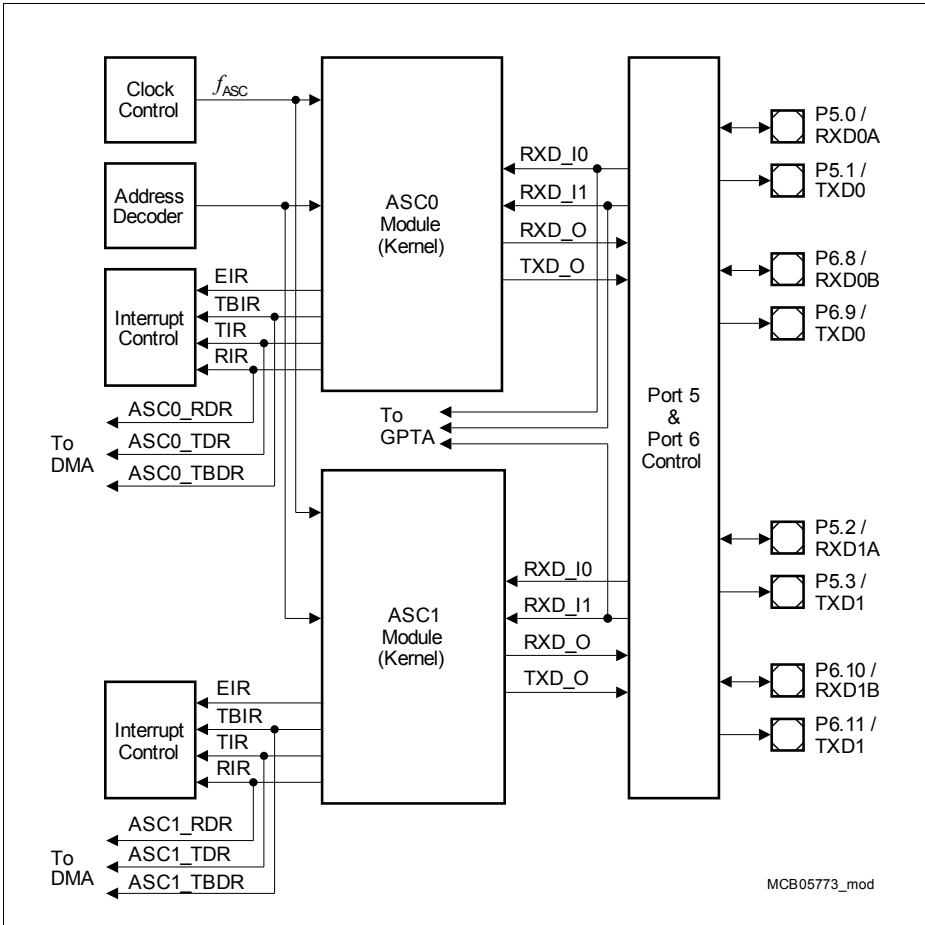 Clock
Control
fASC
Address
Decoder
ASC0
Module
(Kernel)
RXD_I0
RXD_I1
RXD_O
TXD_O
P5.0 /
RXD0A
P5.1 /
TXD0
P6.8 /
RXD0B
P6.9 /
TXD0
Interrupt
Control
EIR
TBIR
TIR
RIR
To
DMA
ASC0_RDR
ASC0_TDR
ASC0_TBDR
To
GPTA
Port 5
&
Port 6
Control
ASC1
Module
(Kernel)
RXD_I0
RXD_I1
RXD_O
TXD_O
P5.2 /
RXD1A
P5.3 /
TXD1
P6.10 /
RXD1B
P6.11 /
TXD1
Interrupt
Control
EIR
TBIR
TIR
RIR
To
DMA
ASC1_RDR
ASC1_TDR
ASC1_TBDR
MCB05773_mod